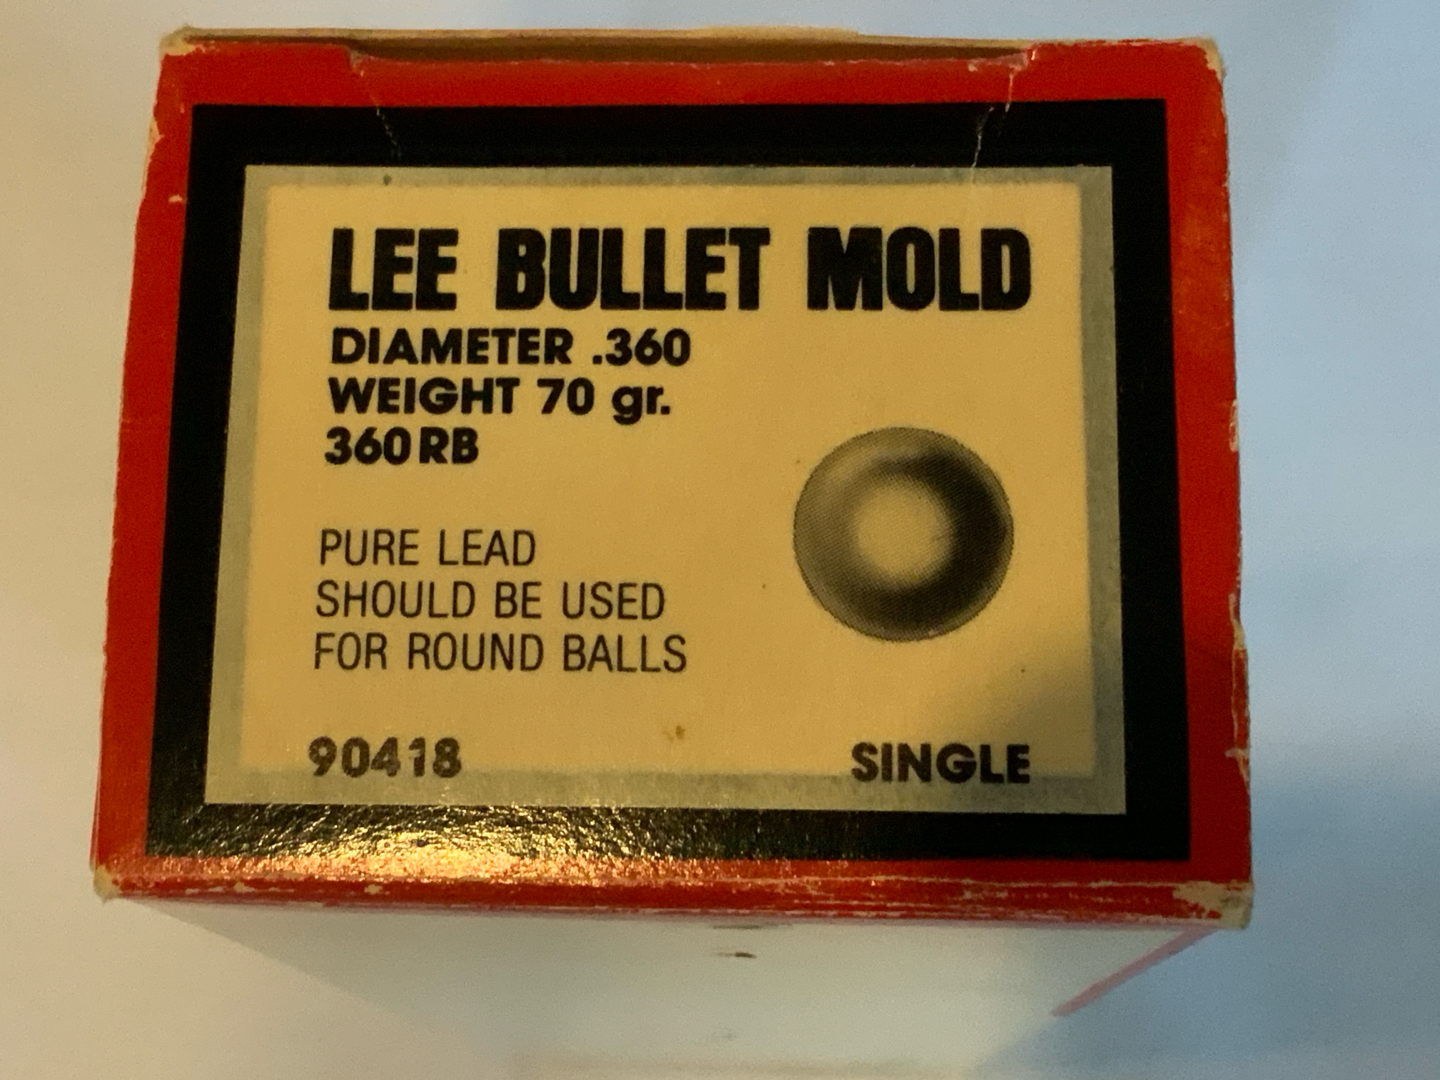 LEE BULLET MOLD
DIAMETER .360
WEIGHT 70 gr.
360RB
PURE LEAD
SHOULD BE USED
FOR ROUND BALLS
90418
SINGLE